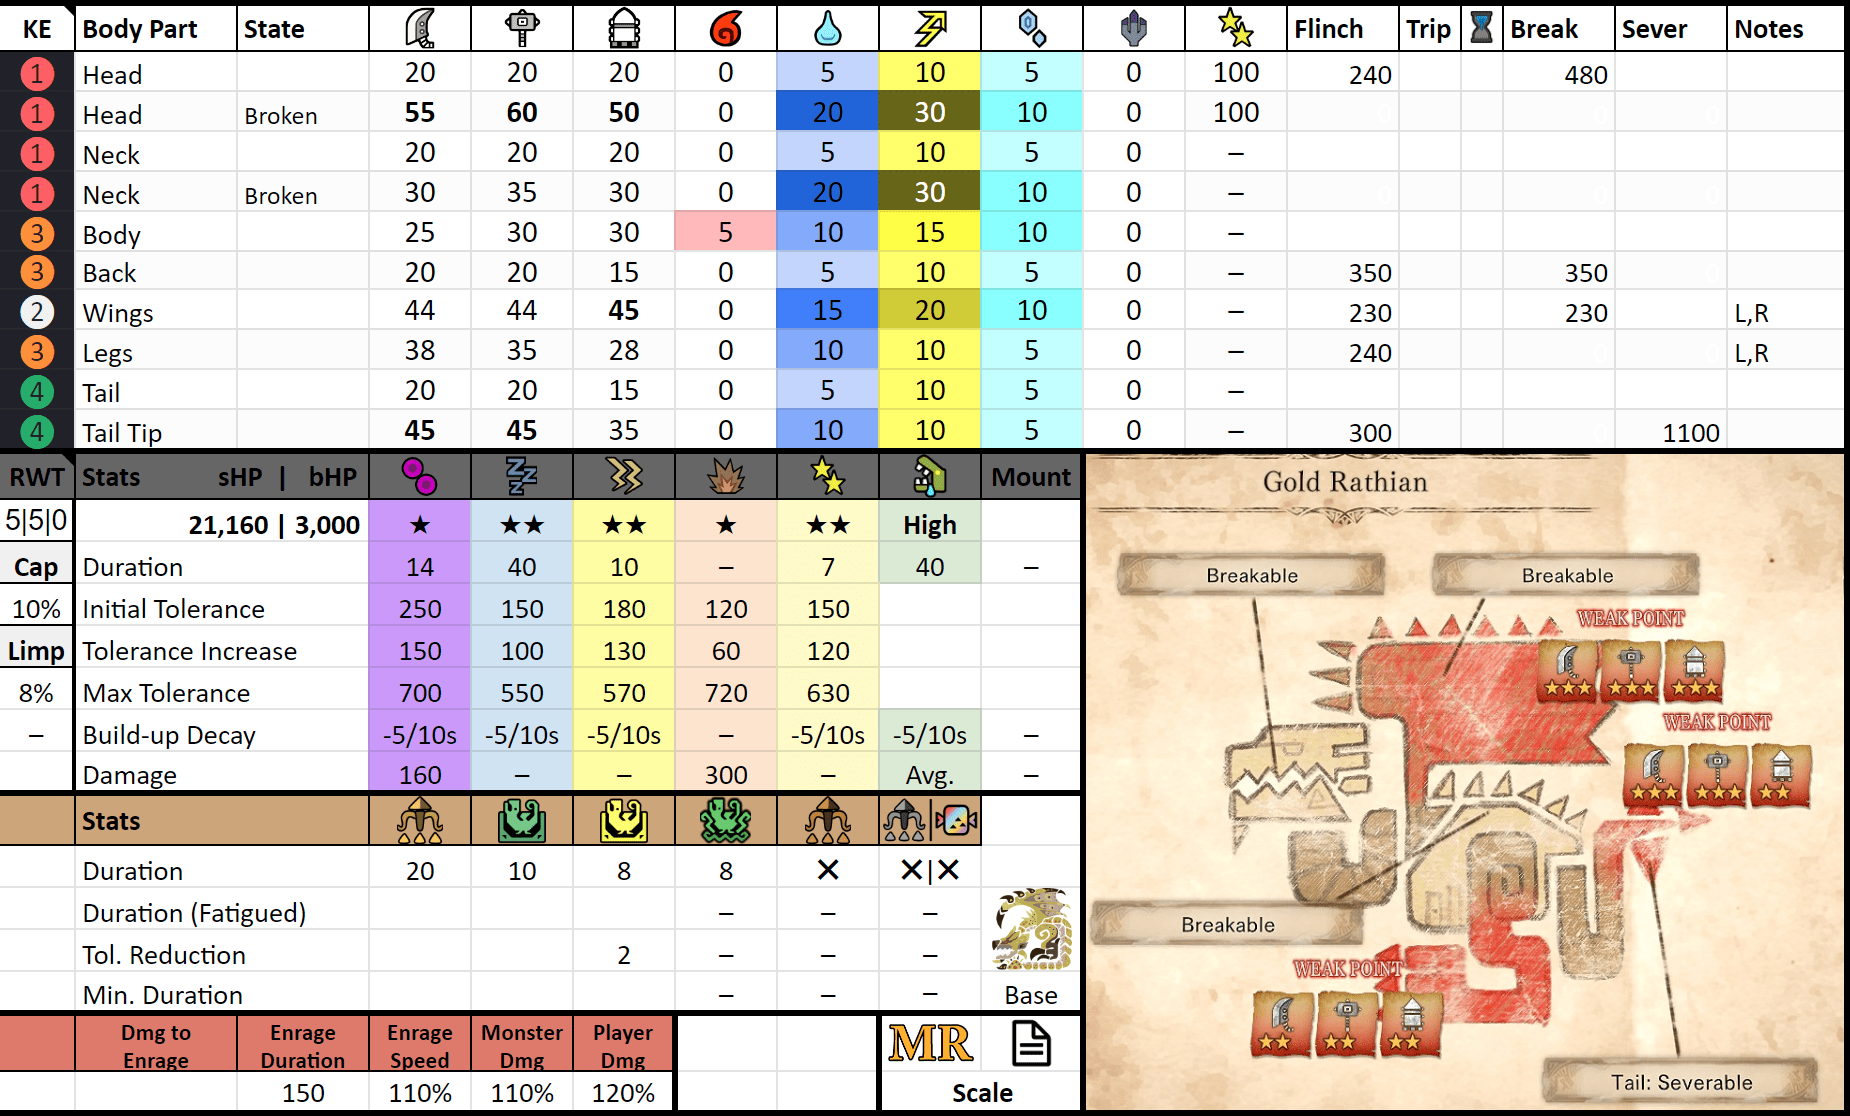 KE Body Part State Flinch Trip Break Sever Notes
1 Head 20 20 20 0 5 10 5 0 100 240 480
1 Head Broken 55 60 50 0 20 30 10 0 100
1 Neck 20 20 20 0 5 10 5 0 –
1 Neck Broken 30 35 30 0 20 30 10 0 –
3 Body 25 30 30 5 10 15 10 0 –
3 Back 20 20 15 0 5 10 5 0 – 350 350
2 Wings 44 44 45 0 15 20 10 0 – 230 230 L,R
3 Legs 38 35 28 0 10 10 5 0 – 240 L,R
4 Tail 20 20 15 0 5 10 5 0 –
4 Tail Tip 45 45 35 0 10 10 5 0 – 300 1100
RWT Stats sHP | bHP Mount
5|5|0 21,160 | 3,000 ★ ★★ ★★ ★ ★★ High
Cap Duration 14 40 10 – 7 40 –
10% Initial Tolerance 250 150 180 120 150
Limp Tolerance Increase 150 100 130 60 120
8% Max Tolerance 700 550 570 720 630
– Build-up Decay -5/10s -5/10s -5/10s – -5/10s -5/10s –
Damage 160 – – 300 – Avg. –
Stats
Duration 20 10 8 8 ✕ ✕|✕
Duration (Fatigued) – – –
Tol. Reduction 2 – – –
Min. Duration – – – Base
Dmg to Enrage Enrage Duration Enrage Speed Monster Dmg Player Dmg MR
150 110% 110% 120% Scale
Gold Rathian
Breakable Breakable
WEAK POINT
★★★ ★★★ ★★★
WEAK POINT
★★★ ★★★ ★★
Breakable
WEAK POINT
★★ ★★ ★★
Tail: Severable